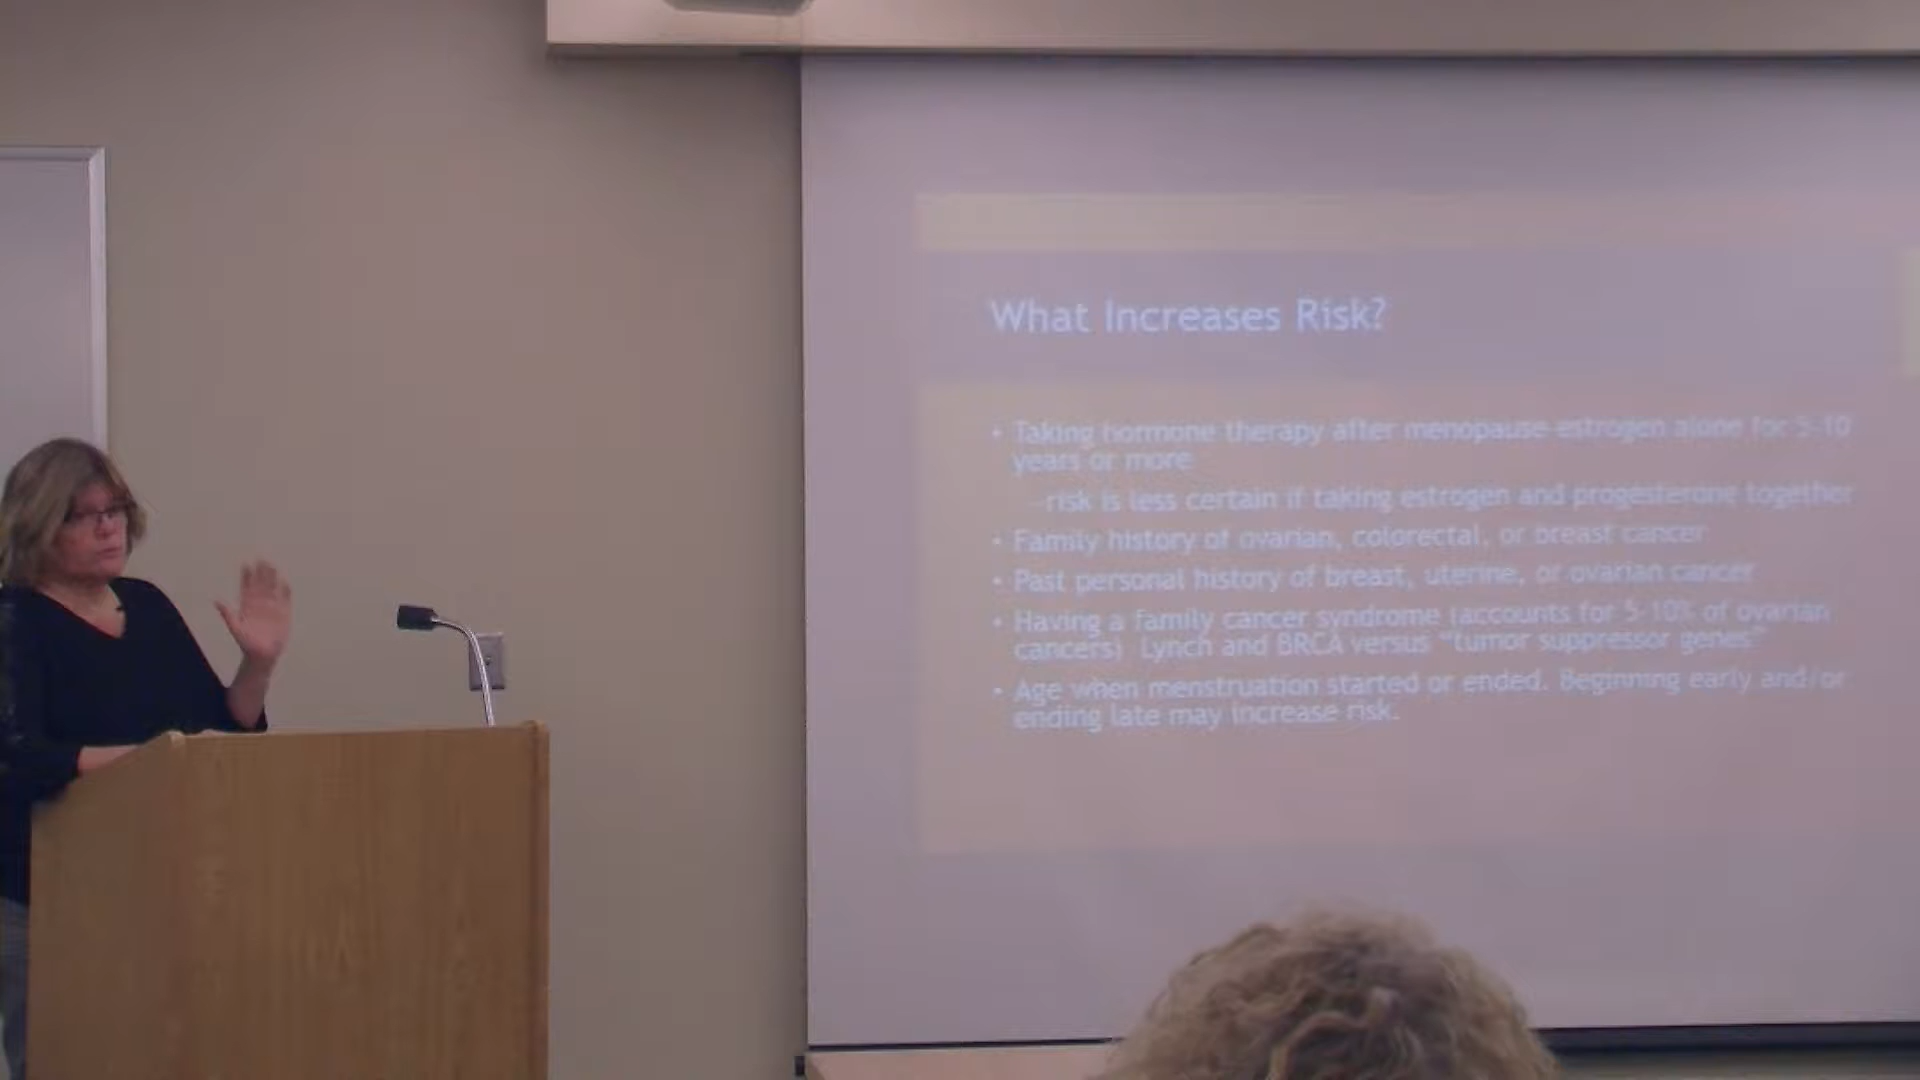 What Increases Risk?
• Taking hormone therapy after menopause-estrogen alone for 5-10
years or more
-risk is less certain if taking estrogen and progesterone together
• Family history of ovarian, colorectal, or breast cancer
• Past personal history of breast, uterine, or ovarian cancer
• Having a family cancer syndrome (accounts for 5-10% of ovarian
cancers) Lynch and BRCA versus "tumor suppressor genes"
• Age when menstruation started or ended. Beginning early and/or
ending late may increase risk.